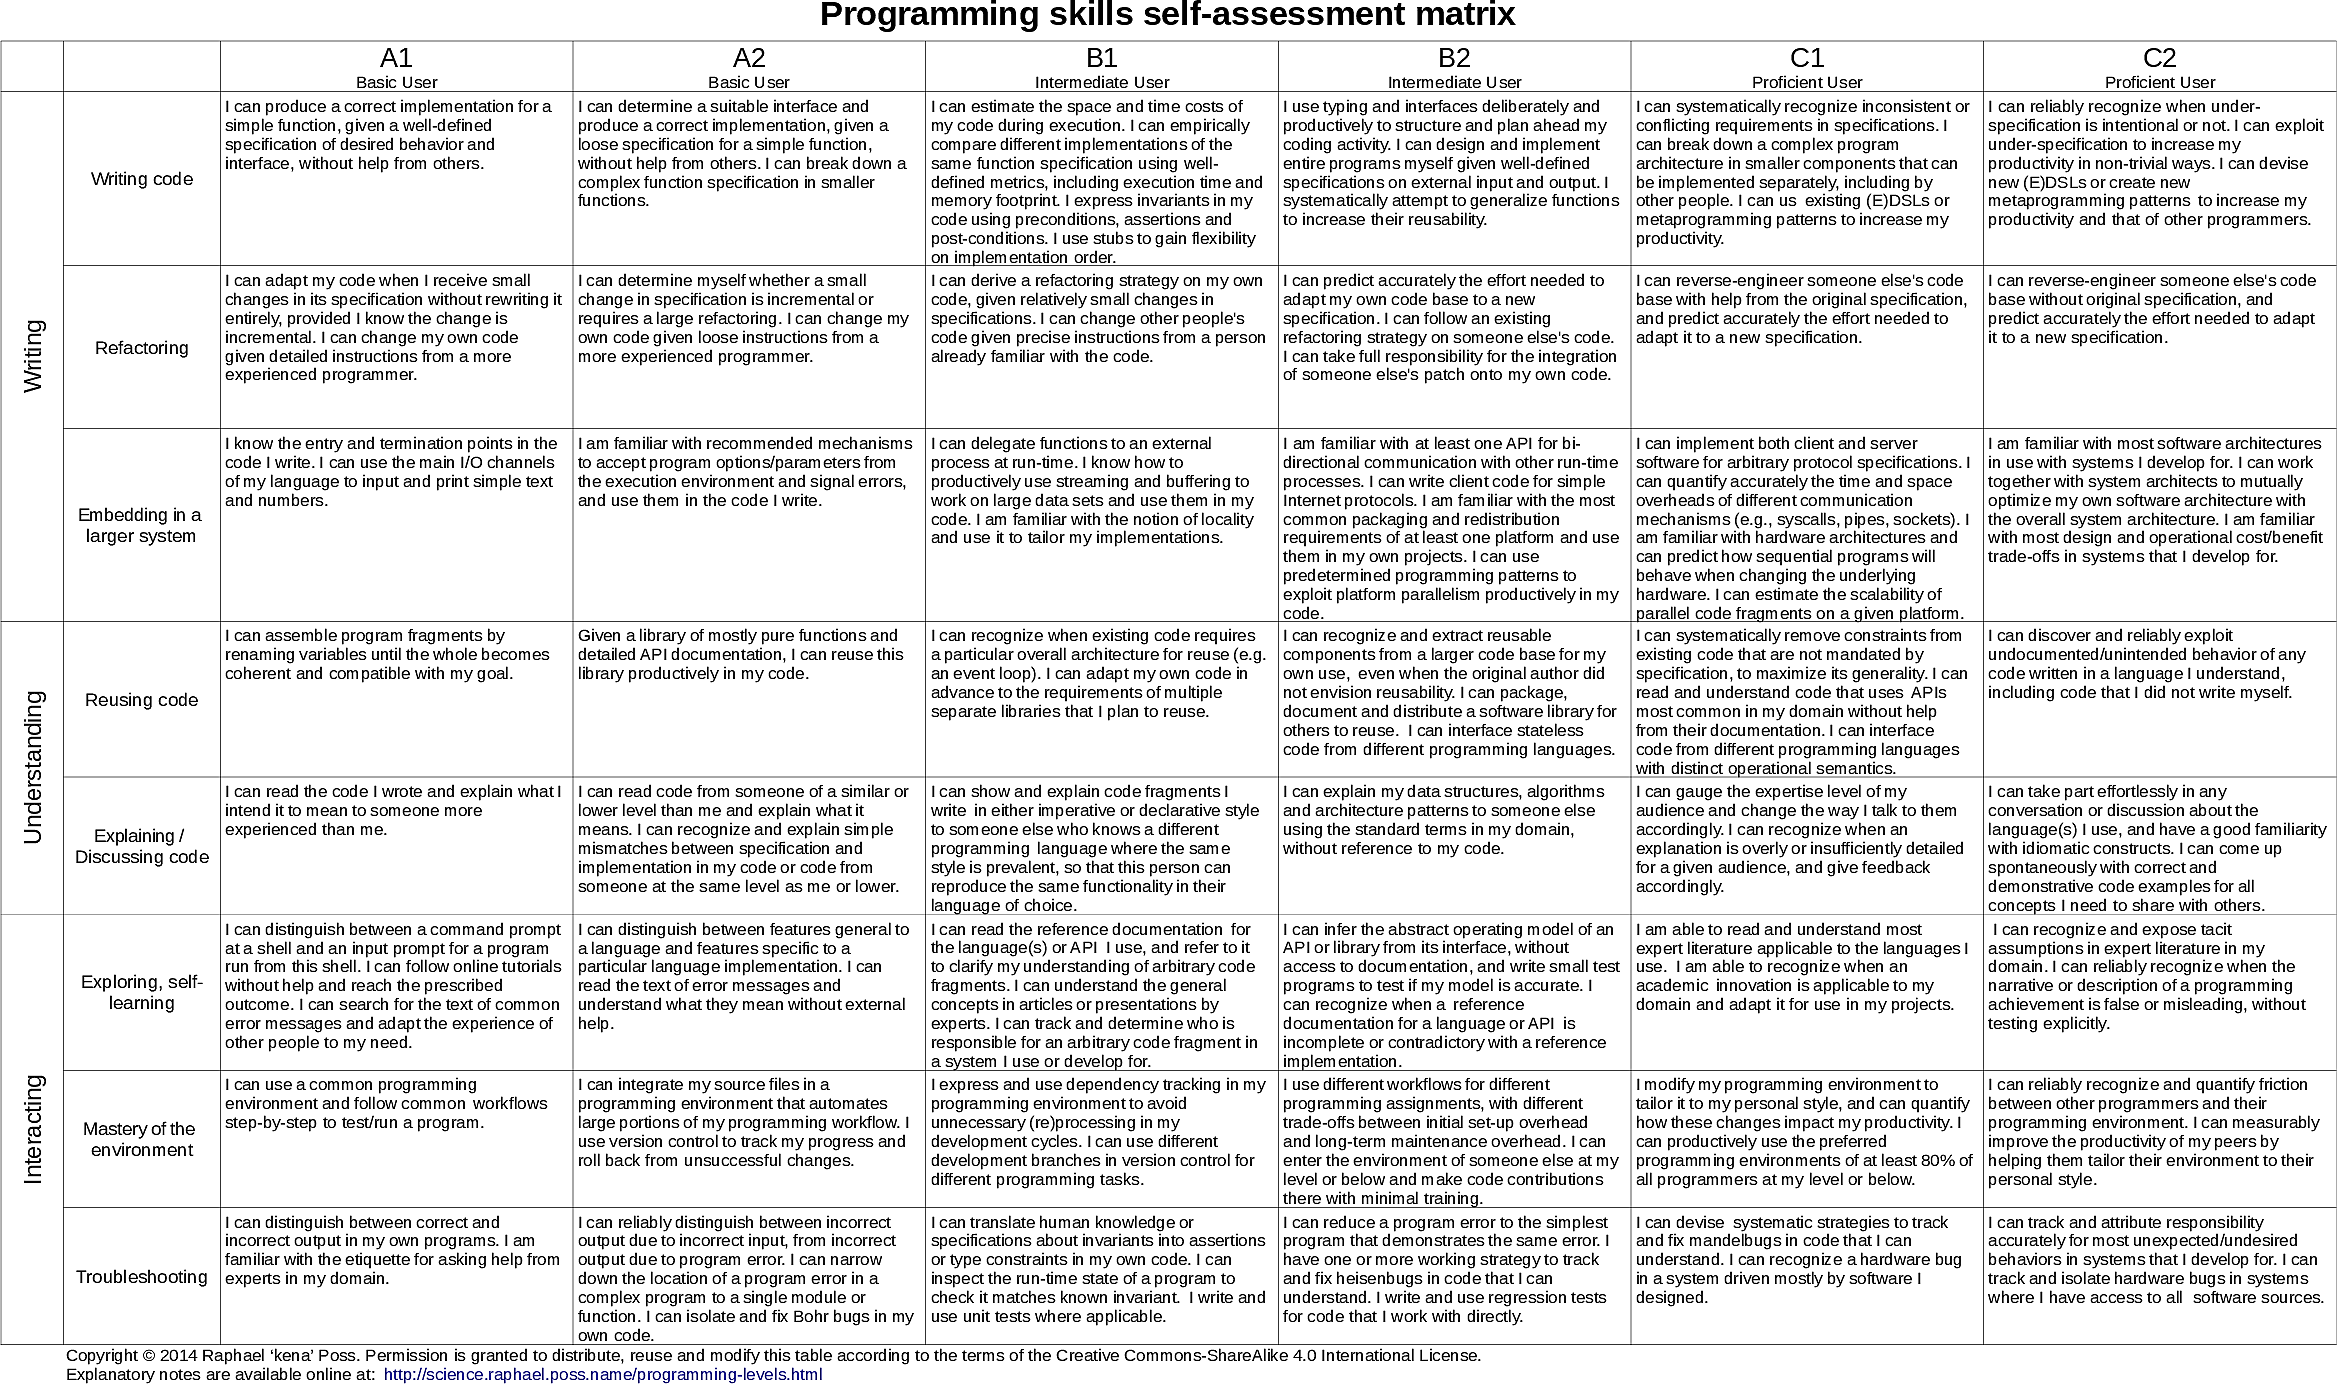 Programming skills self-assessment matrix
A1
Basic User
A2
Basic User
B1
Intermediate User
B2
Intermediate User
C1
Proficient User
C2
Proficient User
Writing
Writing code
I can produce a correct implementation for a
simple function, given a well-defined
specification of desired behavior and
interface, without help from others.
I can determine a suitable interface and
produce a correct implementation, given a
loose specification for a simple function,
without help from others. I can break down a
complex function specification in smaller
functions.
I can estimate the space and time costs of
my code during execution. I can empirically
compare different implementations of the
same function specification using well-
defined metrics, including execution time and
memory footprint. I express invariants in my
code using preconditions, assertions and
post-conditions. I use stubs to gain flexibility
on implementation order.
I use typing and interfaces deliberately and
productively to structure and plan ahead my
coding activity. I can design and implement
entire programs myself given well-defined
specifications on external input and output. I
systematically attempt to generalize functions
to increase their reusability.
I can systematically recognize inconsistent or
conflicting requirements in specifications. I
can break down a complex program
architecture in smaller components that can
be implemented separately, including by
other people. I can us existing (E)DSLs or
metaprogramming patterns to increase my
productivity.
I can reliably recognize when under-
specification is intentional or not. I can exploit
under-specification to increase my
productivity in non-trivial ways. I can devise
new (E)DSLs or create new
metaprogramming patterns to increase my
productivity and that of other programmers.
Refactoring
I can adapt my code when I receive small
changes in its specification without rewriting it
entirely, provided I know the change is
incremental. I can change my own code
given detailed instructions from a more
experienced programmer.
I can determine myself whether a small
change in specification is incremental or
requires a large refactoring. I can change my
own code given loose instructions from a
more experienced programmer.
I can derive a refactoring strategy on my own
code, given relatively small changes in
specifications. I can change other people's
code given precise instructions from a person
already familiar with the code.
I can predict accurately the effort needed to
adapt my own code base to a new
specification. I can follow an existing
refactoring strategy on someone else's code.
I can take full responsibility for the integration
of someone else's patch onto my own code.
I can reverse-engineer someone else's code
base with help from the original specification,
and predict accurately the effort needed to
adapt it to a new specification.
I can reverse-engineer someone else's code
base without original specification, and
predict accurately the effort needed to adapt
it to a new specification.
Embedding in a
larger system
I know the entry and termination points in the
code I write. I can use the main I/O channels
of my language to input and print simple text
and numbers.
I am familiar with recommended mechanisms
to accept program options/parameters from
the execution environment and signal errors,
and use them in the code I write.
I can delegate functions to an external
process at run-time. I know how to
productively use streaming and buffering to
work on large data sets and use them in my
code. I am familiar with the notion of locality
and use it to tailor my implementations.
I am familiar with at least one API for bi-
directional communication with other run-time
processes. I can write client code for simple
Internet protocols. I am familiar with the most
common packaging and redistribution
requirements of at least one platform and use
them in my own projects. I can use
predetermined programming patterns to
exploit platform parallelism productively in my
code.
I can implement both client and server
software for arbitrary protocol specifications. I
can quantify accurately the time and space
overheads of different communication
mechanisms (e.g., syscalls, pipes, sockets). I
am familiar with hardware architectures and
can predict how sequential programs will
behave when changing the underlying
hardware. I can estimate the scalability of
parallel code fragments on a given platform.
I am familiar with most software architectures
in use with systems I develop for. I can work
together with system architects to mutually
optimize my own software architecture with
the overall system architecture. I am familiar
with most design and operational cost/benefit
trade-offs in systems that I develop for.
Understanding
Reusing code
I can assemble program fragments by
renaming variables until the whole becomes
coherent and compatible with my goal.
Given a library of mostly pure functions and
detailed API documentation, I can reuse this
library productively in my code.
I can recognize when existing code requires
a particular overall architecture for reuse (e.g.
an event loop). I can adapt my own code in
advance to the requirements of multiple
separate libraries that I plan to reuse.
I can recognize and extract reusable
components from a larger code base for my
own use, even when the original author did
not envision reusability. I can package,
document and distribute a software library for
others to reuse. I can interface stateless
code from different programming languages.
I can systematically remove constraints from
existing code that are not mandated by
specification, to maximize its generality. I can
read and understand code that uses APIs
most common in my domain without help
from their documentation. I can interface
code from different programming languages
with distinct operational semantics.
I can discover and reliably exploit
undocumented/unintended behavior of any
code written in a language I understand,
including code that I did not write myself.
Explaining /
Discussing code
I can read the code I wrote and explain what I
intend it to mean to someone more
experienced than me.
I can read code from someone of a similar or
lower level than me and explain what it
means. I can recognize and explain simple
mismatches between specification and
implementation in my code or code from
someone at the same level as me or lower.
I can show and explain code fragments I
write in either imperative or declarative style
to someone else who knows a different
programming language where the same
style is prevalent, so that this person can
reproduce the same functionality in their
language of choice.
I can explain my data structures, algorithms
and architecture patterns to someone else
using the standard terms in my domain,
without reference to my code.
I can gauge the expertise level of my
audience and change the way I talk to them
accordingly. I can recognize when an
explanation is overly or insufficiently detailed
for a given audience, and give feedback
accordingly.
I can take part effortlessly in any
conversation or discussion about the
language(s) I use, and have a good familiarity
with idiomatic constructs. I can come up
spontaneously with correct and
demonstrative code examples for all
concepts I need to share with others.
Interacting
Exploring, self-
learning
I can distinguish between a command prompt
at a shell and an input prompt for a program
run from this shell. I can follow online tutorials
without help and reach the prescribed
outcome. I can search for the text of common
error messages and adapt the experience of
other people to my need.
I can distinguish between features general to
a language and features specific to a
particular language implementation. I can
read the text of error messages and
understand what they mean without external
help.
I can read the reference documentation for
the language(s) or API I use, and refer to it
to clarify my understanding of arbitrary code
fragments. I can understand the general
concepts in articles or presentations by
experts. I can track and determine who is
responsible for an arbitrary code fragment in
a system I use or develop for.
I can infer the abstract operating model of an
API or library from its interface, without
access to documentation, and write small test
programs to test if my model is accurate. I
can recognize when a reference
documentation for a language or API is
incomplete or contradictory with a reference
implementation.
I am able to read and understand most
expert literature applicable to the languages I
use. I am able to recognize when an
academic innovation is applicable to my
domain and adapt it for use in my projects.
I can recognize and expose tacit
assumptions in expert literature in my
domain. I can reliably recognize when the
narrative or description of a programming
achievement is false or misleading, without
testing explicitly.
Mastery of the
environment
I can use a common programming
environment and follow common workflows
step-by-step to test/run a program.
I can integrate my source files in a
programming environment that automates
large portions of my programming workflow. I
use version control to track my progress and
roll back from unsuccessful changes.
I express and use dependency tracking in my
programming environment to avoid
unnecessary (re)processing in my
development cycles. I can use different
development branches in version control for
different programming tasks.
I use different workflows for different
programming assignments, with different
trade-offs between initial set-up overhead
and long-term maintenance overhead. I can
enter the environment of someone else at my
level or below and make code contributions
there with minimal training.
I modify my programming environment to
tailor it to my personal style, and can quantify
how these changes impact my productivity. I
can productively use the preferred
programming environments of at least 80% of
all programmers at my level or below.
I can reliably recognize and quantify friction
between other programmers and their
programming environment. I can measurably
improve the productivity of my peers by
helping them tailor their environment to their
personal style.
Troubleshooting
I can distinguish between correct and
incorrect output in my own programs. I am
familiar with the etiquette for asking help from
experts in my domain.
I can reliably distinguish between incorrect
output due to incorrect input, from incorrect
output due to program error. I can narrow
down the location of a program error in a
complex program to a single module or
function. I can isolate and fix Bohr bugs in my
own code.
I can translate human knowledge or
specifications about invariants into assertions
or type constraints in my own code. I can
inspect the run-time state of a program to
check it matches known invariant. I write and
use unit tests where applicable.
I can reduce a program error to the simplest
program that demonstrates the same error. I
have one or more working strategy to track
and fix heisenbugs in code that I can
understand. I write and use regression tests
for code that I work with directly.
I can devise systematic strategies to track
and fix mandelbugs in code that I can
understand. I can recognize a hardware bug
in a system driven mostly by software I
designed.
I can track and attribute responsibility
accurately for most unexpected/undesired
behaviors in systems that I develop for. I can
track and isolate hardware bugs in systems
where I have access to all software sources.
Copyright © 2014 Raphael ‘kena’ Poss. Permission is granted to distribute, reuse and modify this table according to the terms of the Creative Commons-ShareAlike 4.0 International License.
Explanatory notes are available online at: http://science.raphael.poss.name/programming-levels.html